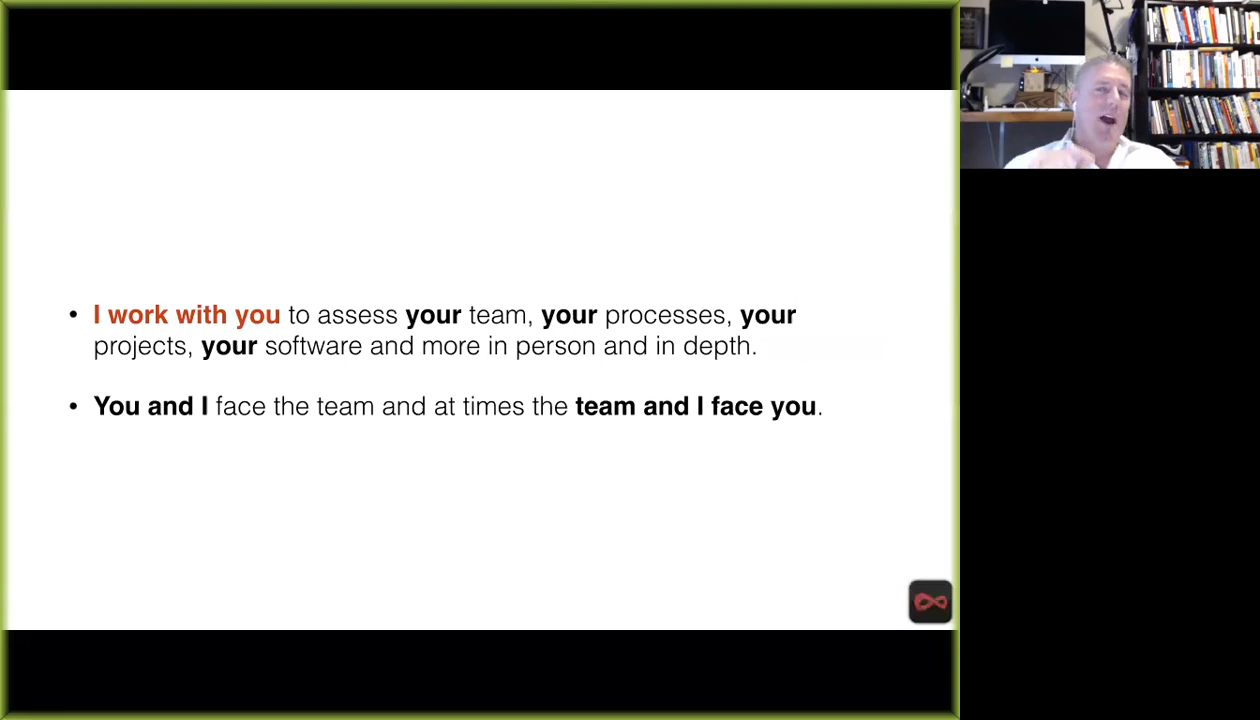 • I work with you to assess your team, your processes, your
projects, your software and more in person and in depth.
• You and I face the team and at times the team and I face you.